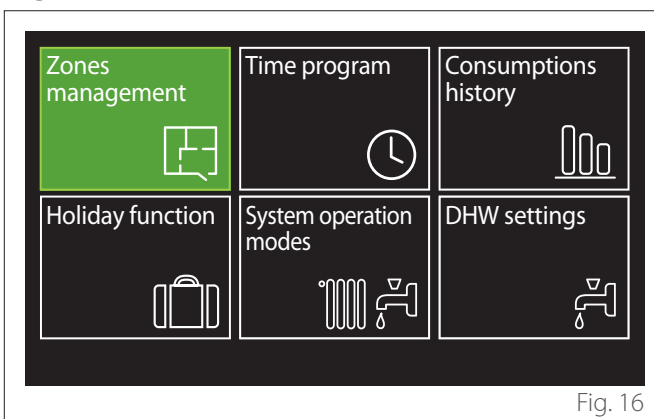 Zones
management
Time program
Consumptions
history
Holiday function
System operation
modes
DHW settings
Fig. 16